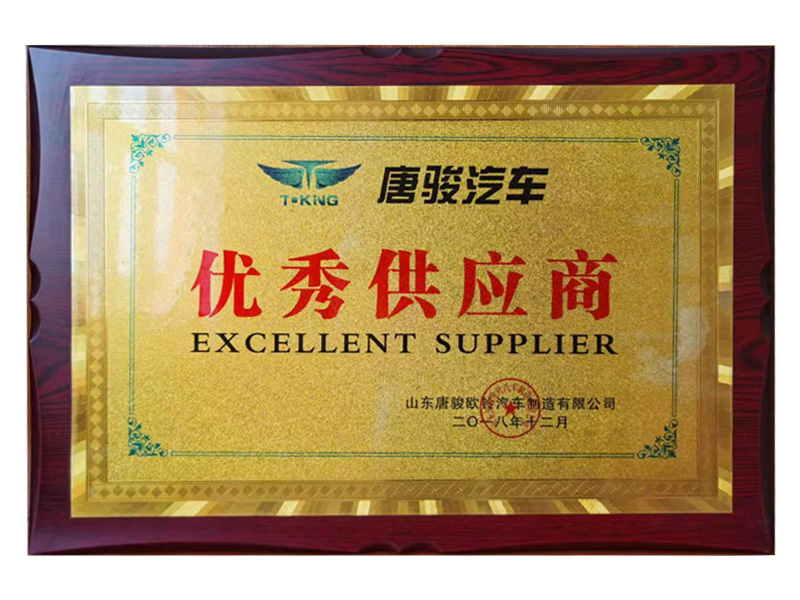 T•KING 唐骏汽车
优秀供应商
EXCELLENT SUPPLIER
山东唐骏欧铃汽车制造有限公司
二〇一八年十二月